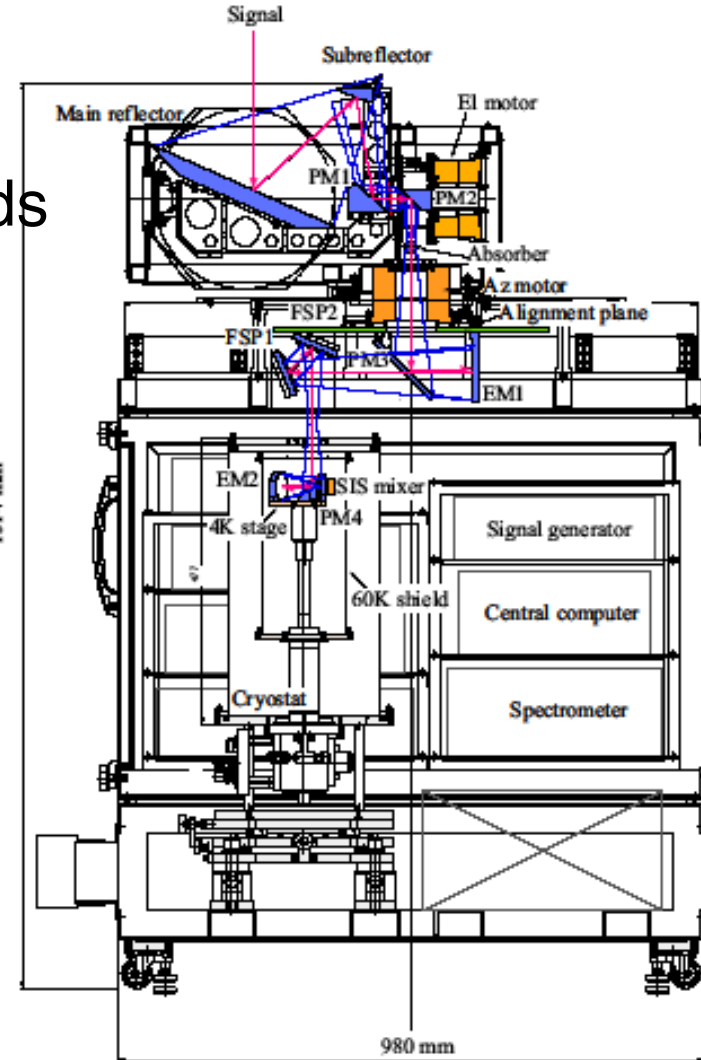 Signal
Subreflector
Main reflector
El motor
ds
PM1
PM2
Absorber
Az motor
FSP2
Alignment plane
FSP1
PM3
EM1
EM2
SIS mixer
4K stage
PM4
Signal generator
60K shield
Central computer
Cryostat
Spectrometer
980 mm